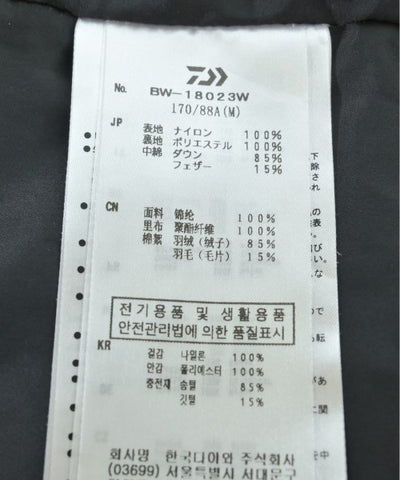 No. BW-18023W
170/88A(M)
JP
表地 ナイロン 100%
裏地 ポリエステル 100%
中綿 ダウン 85%
フェザー 15%
CN
面料 锦纶 100%
里布 聚酯纤维 100%
棉絮 羽绒(绒子) 85%
羽毛(毛片) 15%
전기용품 및 생활용품
안전관리법에 의한 품질표시
KR
겉감 나일론 100%
안감 폴리에스터 100%
충전재 솜털 85%
깃털 15%
회사명 한국다이와 주식회사
(03699) 서울특별시 서대문구